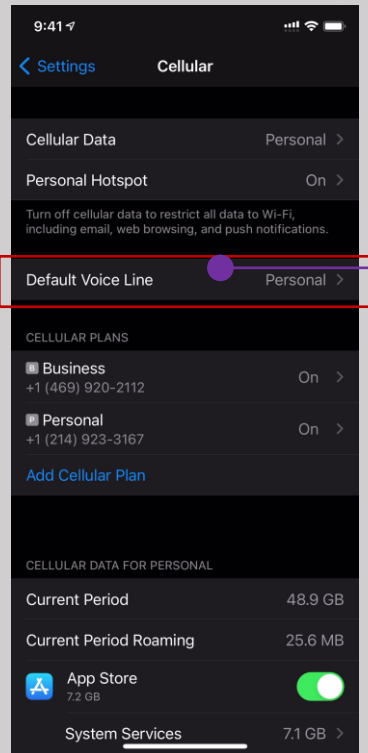 9:41
Settings
Cellular
Cellular Data
Personal
Personal Hotspot
On
Turn off cellular data to restrict all data to Wi-Fi,
including email, web browsing, and push notifications.
Default Voice Line
Personal
CELLULAR PLANS
B Business
+1 (469) 920-2112
On
P Personal
+1 (214) 923-3167
On
Add Cellular Plan
CELLULAR DATA FOR PERSONAL
Current Period
48.9 GB
Current Period Roaming
25.6 MB
App Store
7.2 GB
System Services
7.1 GB